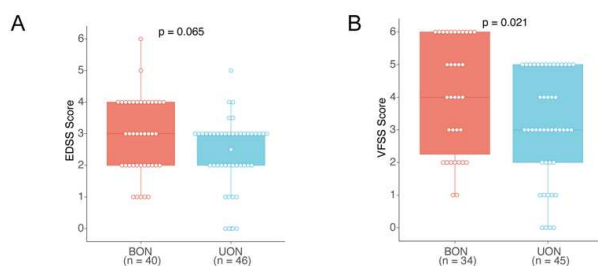 A
p = 0.065
EDSS Score
6
5
4
3
2
1
0
BON
(n = 40)
UON
(n = 46)
B
p = 0.021
VFSS Score
6
5
4
3
2
1
0
BON
(n = 34)
UON
(n = 45)